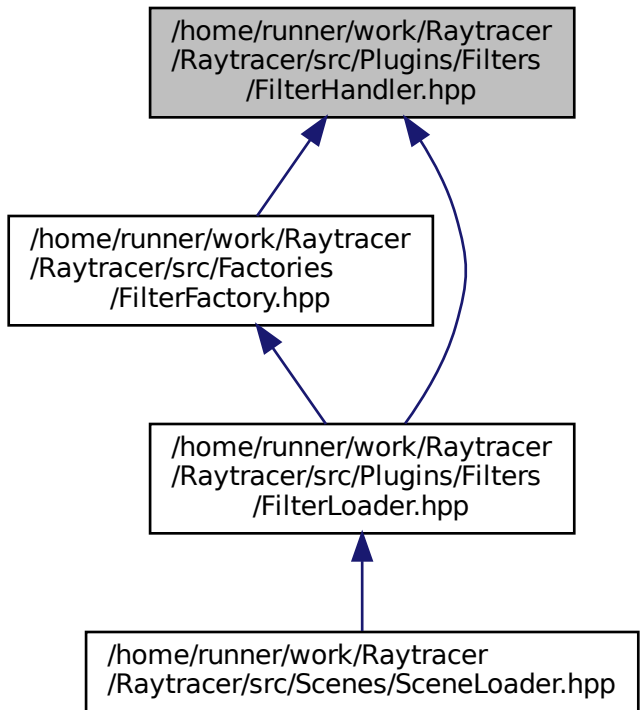 /home/runner/work/Raytracer
/Raytracer/src/Plugins/Filters
/FilterHandler.hpp
/home/runner/work/Raytracer
/Raytracer/src/Factories
/FilterFactory.hpp
/home/runner/work/Raytracer
/Raytracer/src/Plugins/Filters
/FilterLoader.hpp
/home/runner/work/Raytracer
/Raytracer/src/Scenes/SceneLoader.hpp